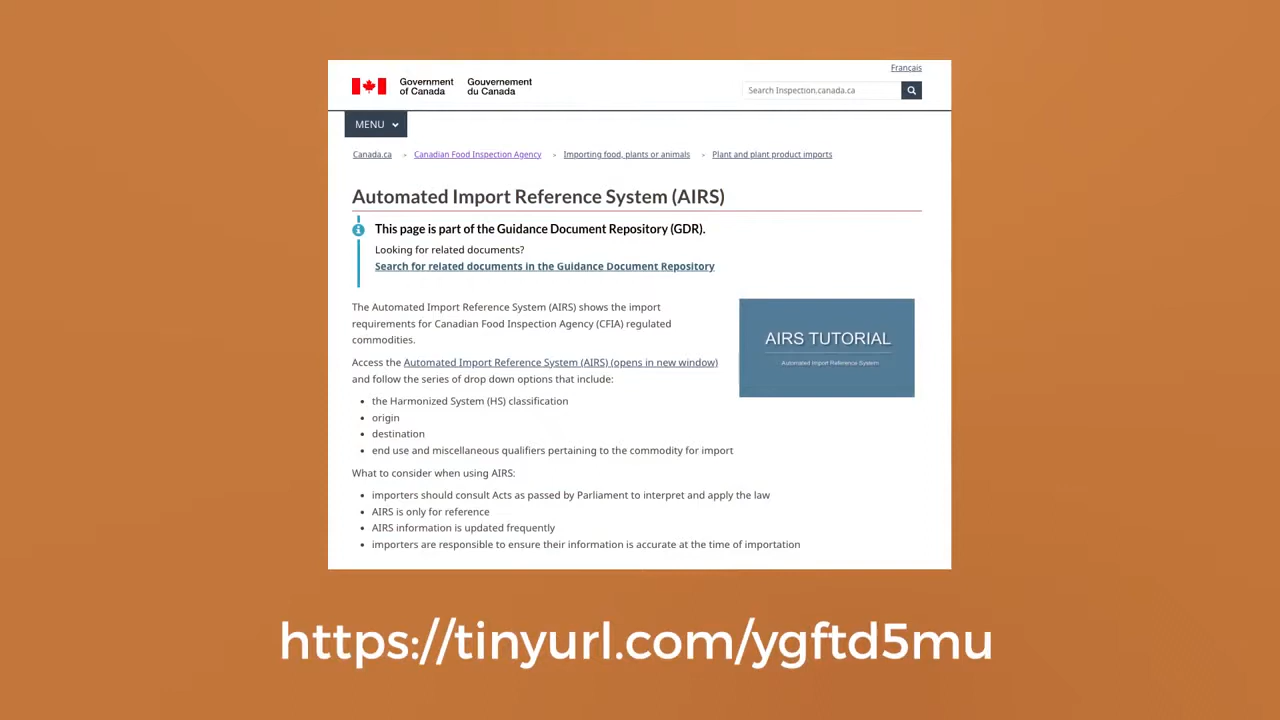 Français
Government of Canada
Gouvernement du Canada
Search Inspection.canada.ca
MENU
Canada.ca > Canadian Food Inspection Agency > Importing food, plants or animals > Plant and plant product imports
Automated Import Reference System (AIRS)
This page is part of the Guidance Document Repository (GDR).
Looking for related documents?
Search for related documents in the Guidance Document Repository
The Automated Import Reference System (AIRS) shows the import
requirements for Canadian Food Inspection Agency (CFIA) regulated
commodities.
AIRS TUTORIAL
Automated Import Reference System
Access the Automated Import Reference System (AIRS) (opens in new window)
and follow the series of drop down options that include:
• the Harmonized System (HS) classification
• origin
• destination
• end use and miscellaneous qualifiers pertaining to the commodity for import
What to consider when using AIRS:
• importers should consult Acts as passed by Parliament to interpret and apply the law
• AIRS is only for reference
• AIRS information is updated frequently
• importers are responsible to ensure their information is accurate at the time of importation
https://tinyurl.com/ygftd5mu